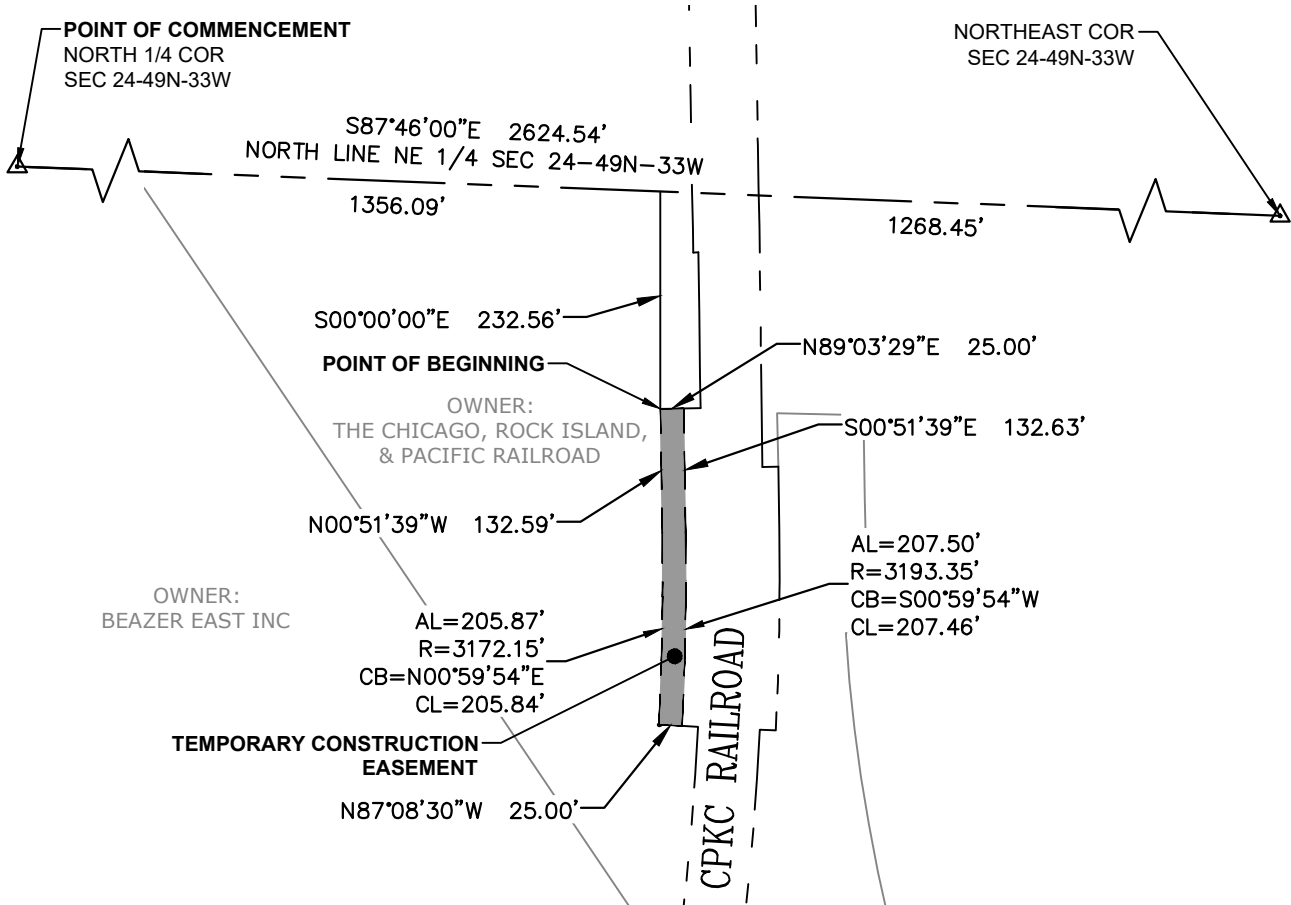 POINT OF COMMENCEMENT
NORTH 1/4 COR
SEC 24-49N-33W
NORTHEAST COR
SEC 24-49N-33W
S87°46'00"E 2624.54'
NORTH LINE NE 1/4 SEC 24-49N-33W
1356.09'
1268.45'
S00°00'00"E 232.56'
N89°03'29"E 25.00'
POINT OF BEGINNING
OWNER:
THE CHICAGO, ROCK ISLAND,
& PACIFIC RAILROAD
S00°51'39"E 132.63'
N00°51'39"W 132.59'
AL=207.50'
R=3193.35'
CB=S00°59'54"W
CL=207.46'
OWNER:
BEAZER EAST INC
AL=205.87'
R=3172.15'
CB=N00°59'54"E
CL=205.84'
TEMPORARY CONSTRUCTION
EASEMENT
N87°08'30"W 25.00'
CPKC RAILROAD